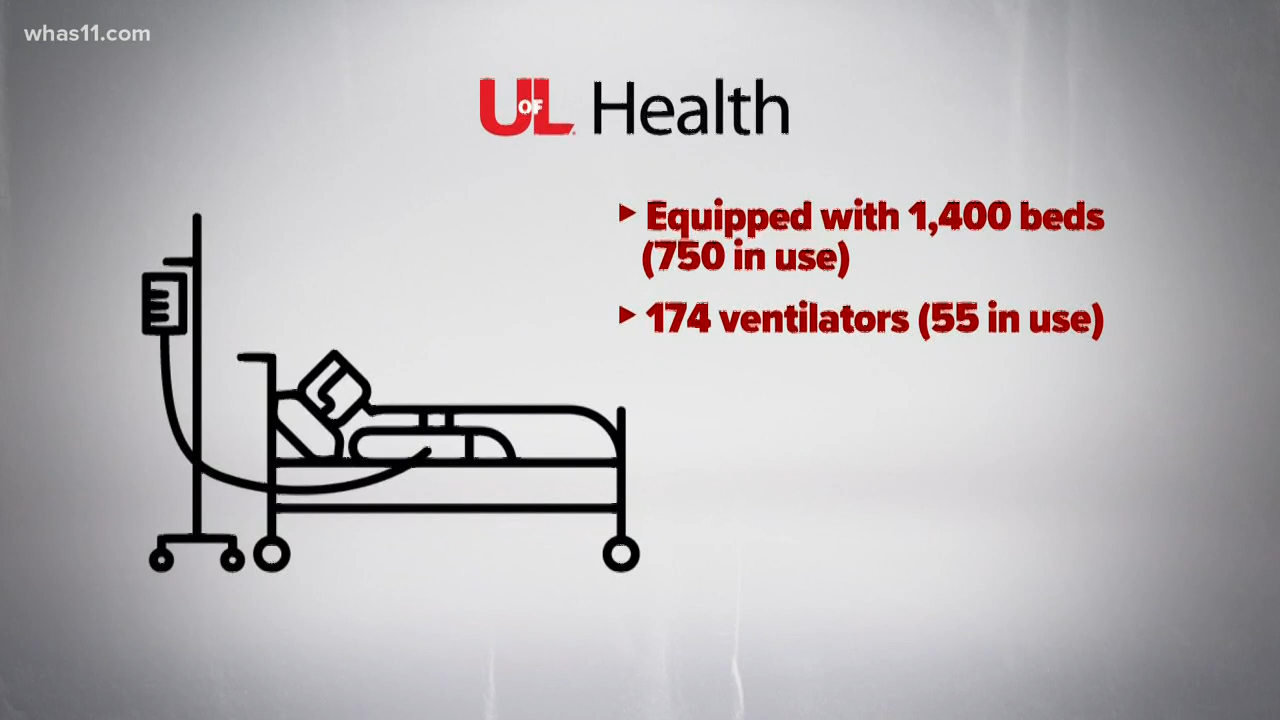 whas11.com
UofL Health
Equipped with 1,400 beds
(750 in use)
174 ventilators (55 in use)